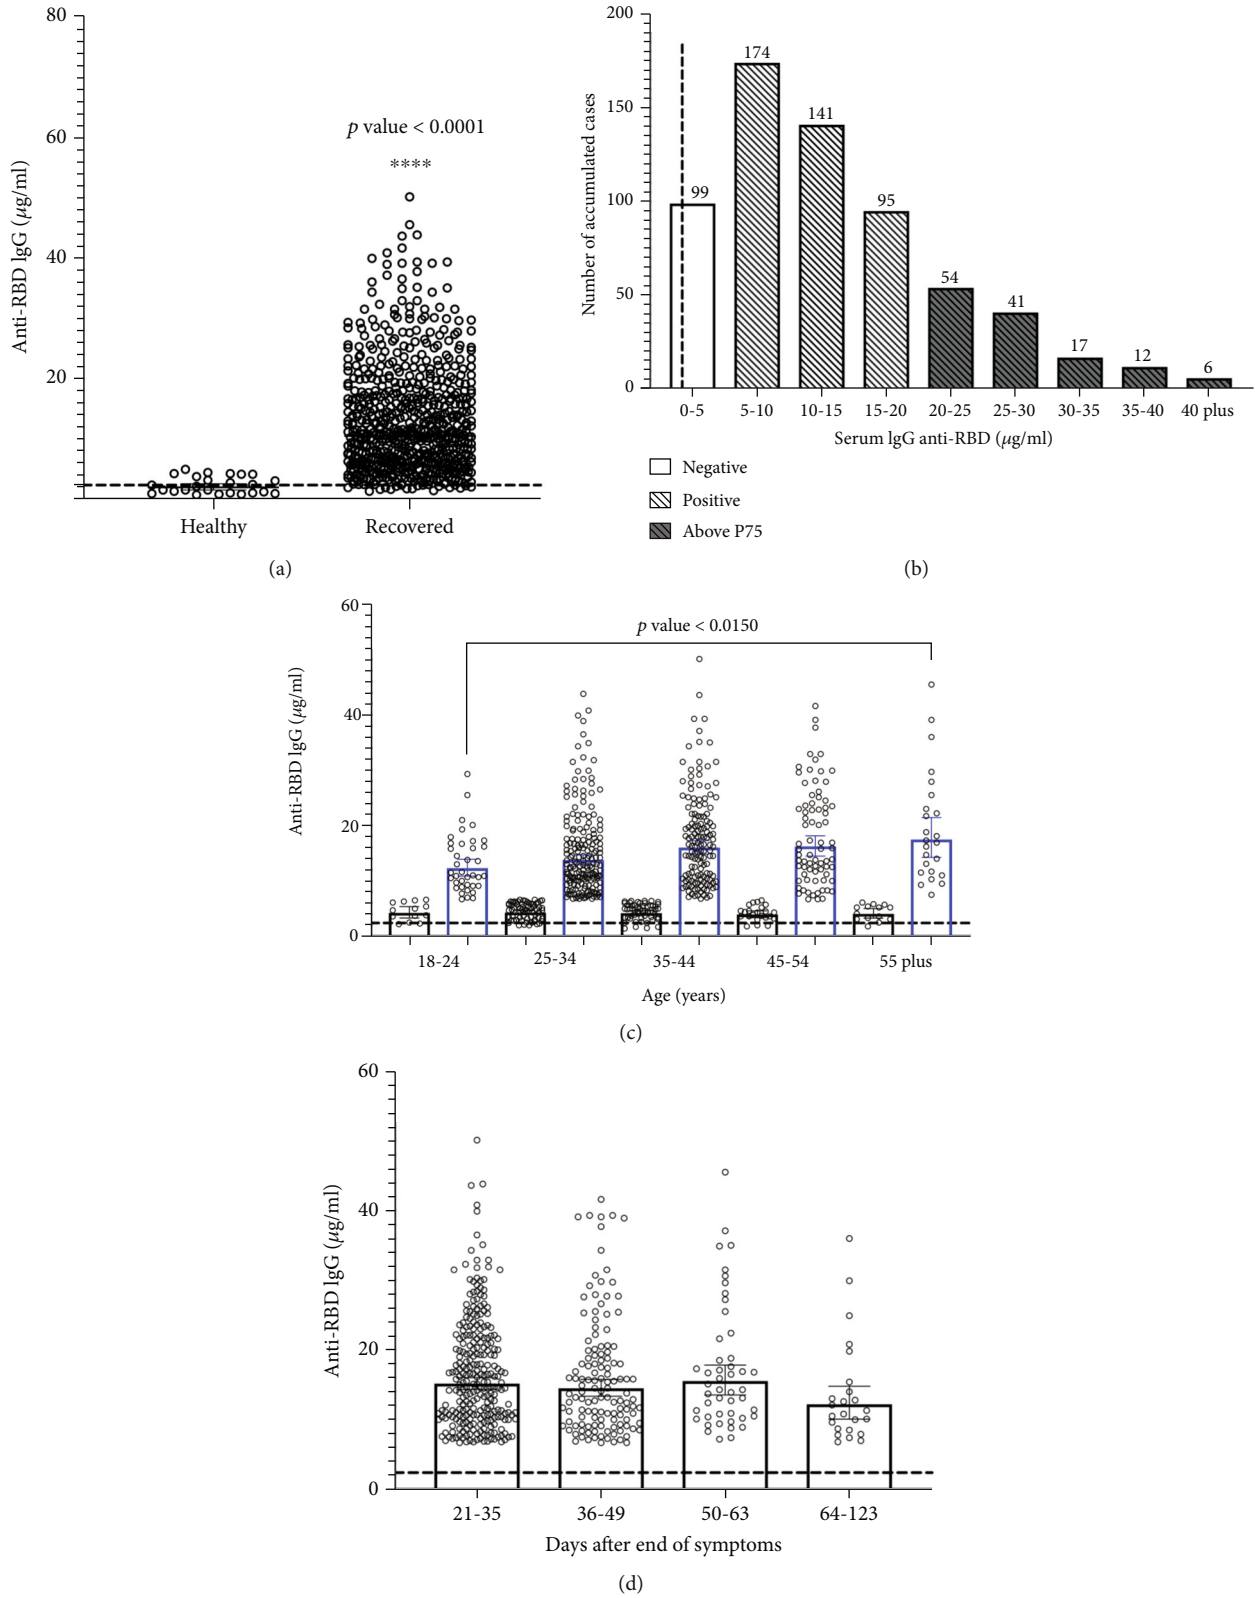 80
60
40
20
Anti-RBD lgG (μg/ml)
p value < 0.0001
****
Healthy
Recovered
(a)
200
150
100
50
0
Number of accumulated cases
99
174
141
95
54
41
17
12
6
0-5
5-10
10-15
15-20
20-25
25-30
30-35
35-40
40 plus
Serum lgG anti-RBD (μg/ml)
Negative
Positive
Above P75
(b)
60
40
20
0
Anti-RBD lgG (μg/ml)
p value < 0.0150
18-24
25-34
35-44
45-54
55 plus
Age (years)
(c)
60
40
20
0
Anti-RBD lgG (μg/ml)
21-35
36-49
50-63
64-123
Days after end of symptoms
(d)